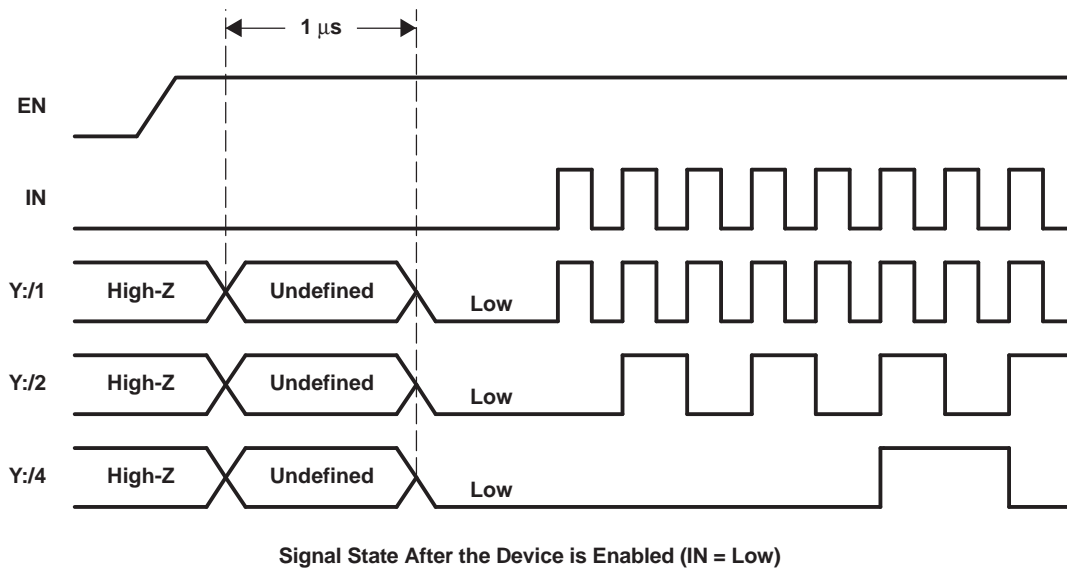 1 μs
EN
IN
Y:/1 High-Z Undefined Low
Y:/2 High-Z Undefined Low
Y:/4 High-Z Undefined Low
Signal State After the Device is Enabled (IN = Low)